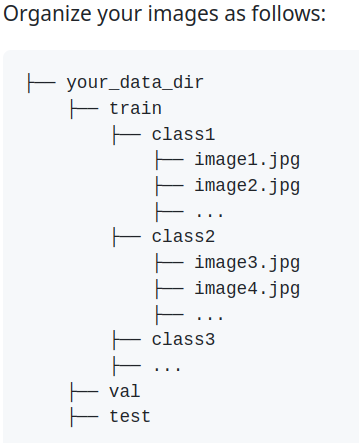 Organize your images as follows:
├── your_data_dir
    ├── train
        ├── class1
            ├── image1.jpg
            ├── image2.jpg
            ├── ...
        ├── class2
            ├── image3.jpg
            ├── image4.jpg
            ├── ...
        ├── class3
        ├── ...
    ├── val
    ├── test